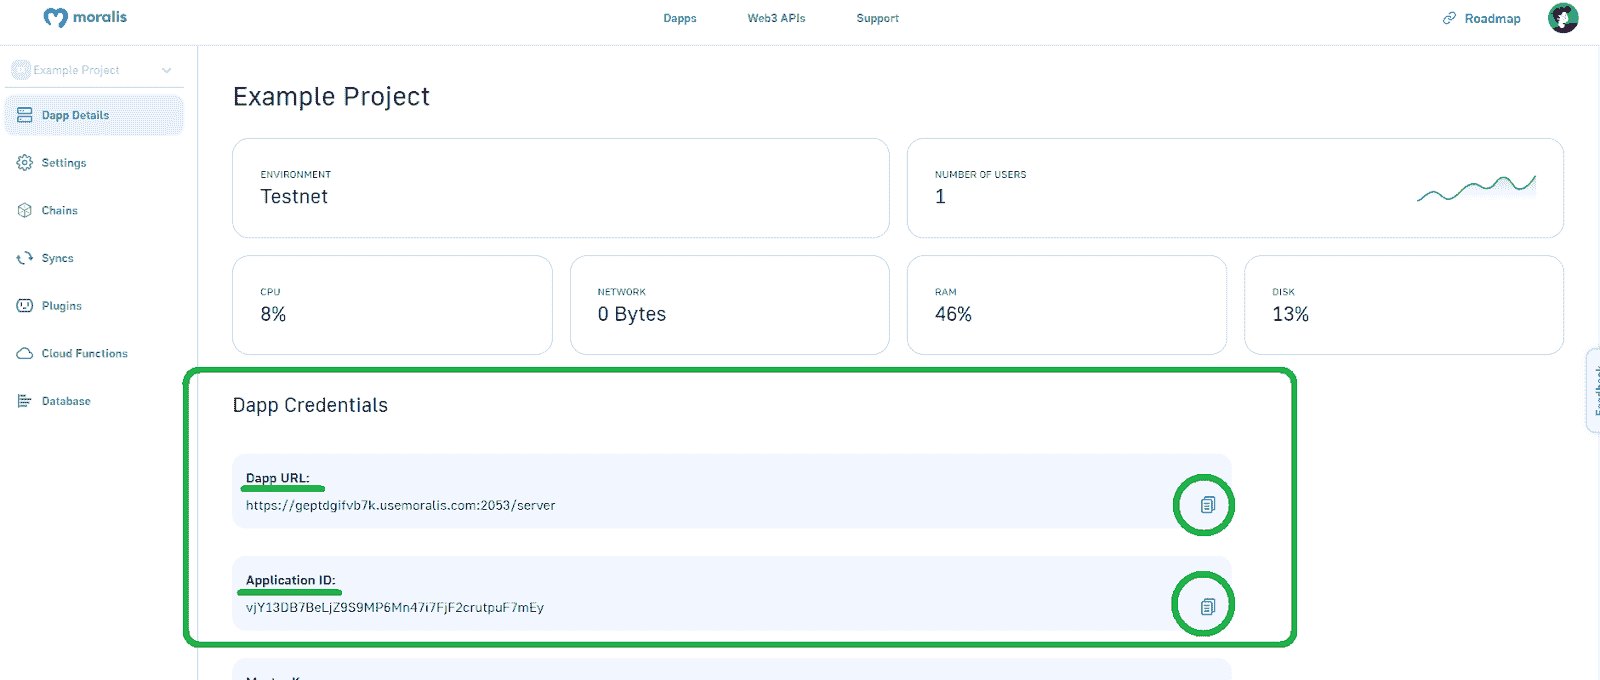 moralis
Dapps
Web3 APIs
Support
Roadmap
Example Project
Dapp Details
Settings
Chains
Syncs
Plugins
Cloud Functions
Database
Example Project
ENVIRONMENT
Testnet
NUMBER OF USERS
1
CPU
8%
NETWORK
0 Bytes
RAM
46%
DISK
13%
Feedback
Dapp Credentials
Dapp URL:
https://geptdgifvb7k.usemoralis.com:2053/server
Application ID:
vjY13DB7BeLjZ9S9MP6Mn47i7FjF2crutpuF7mEy